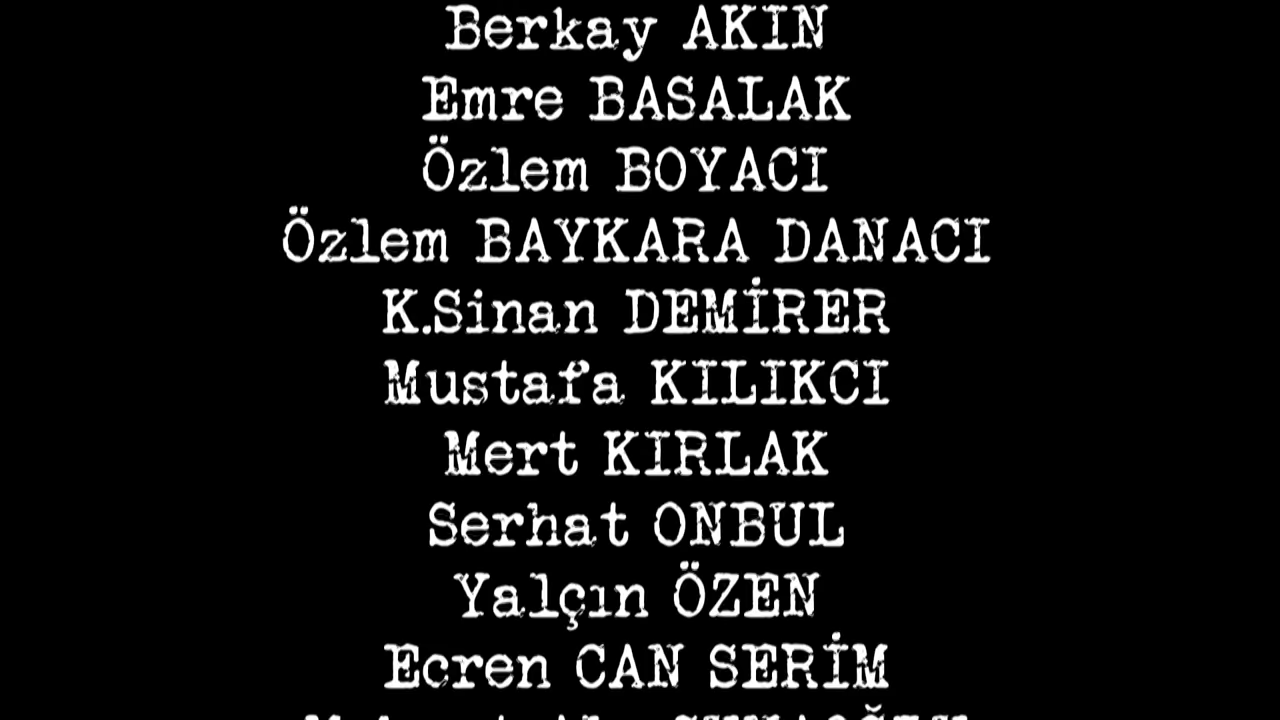 Berkay AKIN
Emre BASALAK
Özlem BOYACI
Özlem BAYKARA DANACI
K.Sinan DEMİRER
Mustafa KILIKCI
Mert KIRLAK
Serhat ONBUL
Yalçın ÖZEN
Ecren CAN SERİM